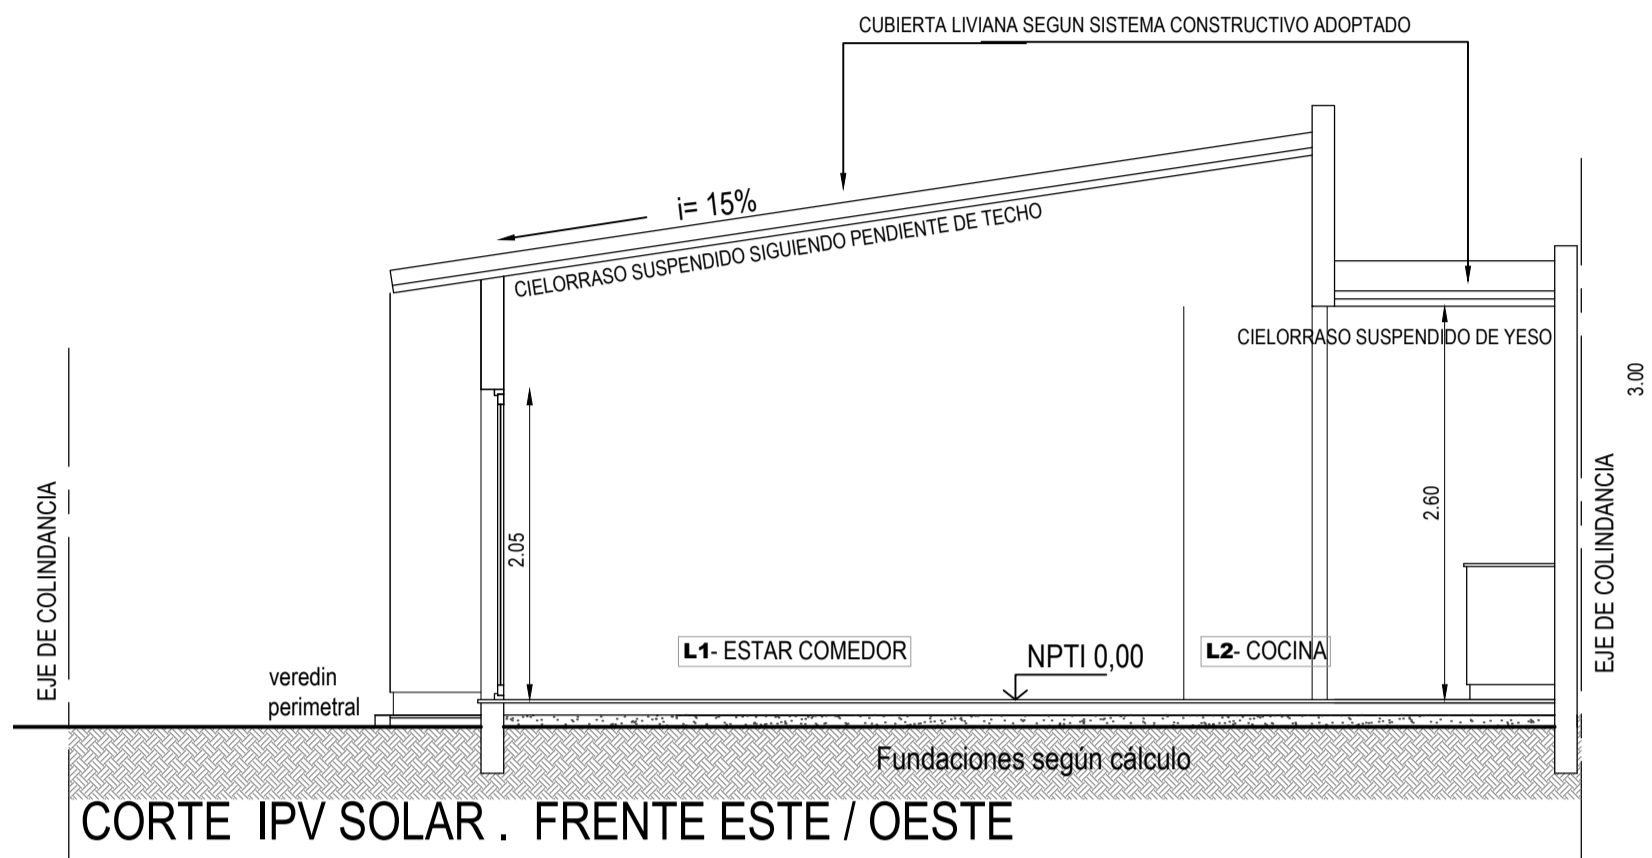 CUBIERTA LIVIANA SEGUN SISTEMA CONSTRUCTIVO ADOPTADO
i= 15%
CIELORRASO SUSPENDIDO SIGUIENDO PENDIENTE DE TECHO
CIELORRASO SUSPENDIDO DE YESO
3.00
2.60
2.05
EJE DE COLINDANCIA
EJE DE COLINDANCIA
L1- ESTAR COMEDOR
NPTI 0,00
L2- COCINA
veredin
perimetral
Fundaciones según cálculo
CORTE IPV SOLAR . FRENTE ESTE / OESTE